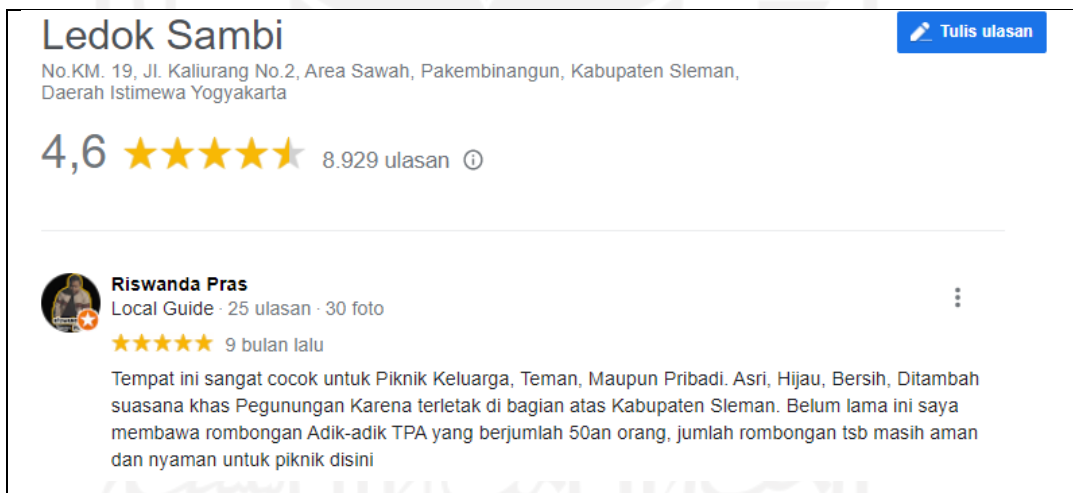 Ledok Sambi
Tulis ulasan
No.KM. 19, Jl. Kaliurang No.2, Area Sawah, Pakembinangun, Kabupaten Sleman,
Daerah Istimewa Yogyakarta
4,6
8.929 ulasan
Riswanda Pras
Local Guide · 25 ulasan · 30 foto
9 bulan lalu
Tempat ini sangat cocok untuk Piknik Keluarga, Teman, Maupun Pribadi. Asri, Hijau, Bersih, Ditambah
suasana khas Pegunungan Karena terletak di bagian atas Kabupaten Sleman. Belum lama ini saya
membawa rombongan Adik-adik TPA yang berjumlah 50an orang, jumlah rombongan tsb masih aman
dan nyaman untuk piknik disini